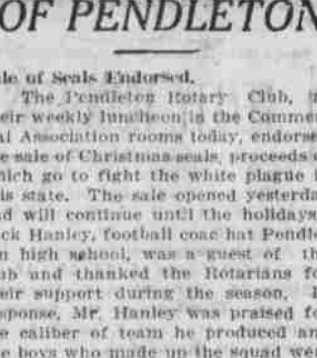 OF PENDLETON
ale of Seals Endorsed.
The Pendleton Rotary Club, a
eir weekly luncheon in the Commer
al Association rooms today, endorse
e sale of Christmas seals, proceeds o
hich go to fight the white plague i
is state. The sale opened yesterda
nd will continue until the holidays
ck Hanley, football coac hat Pendle
n high school, was a guest of th
ub and thanked the Rotarians fo
eir support during the season. I
sponse, Mr. Hanley was praised fo
e caliber of team he produced an
e boys who made up the squad wer